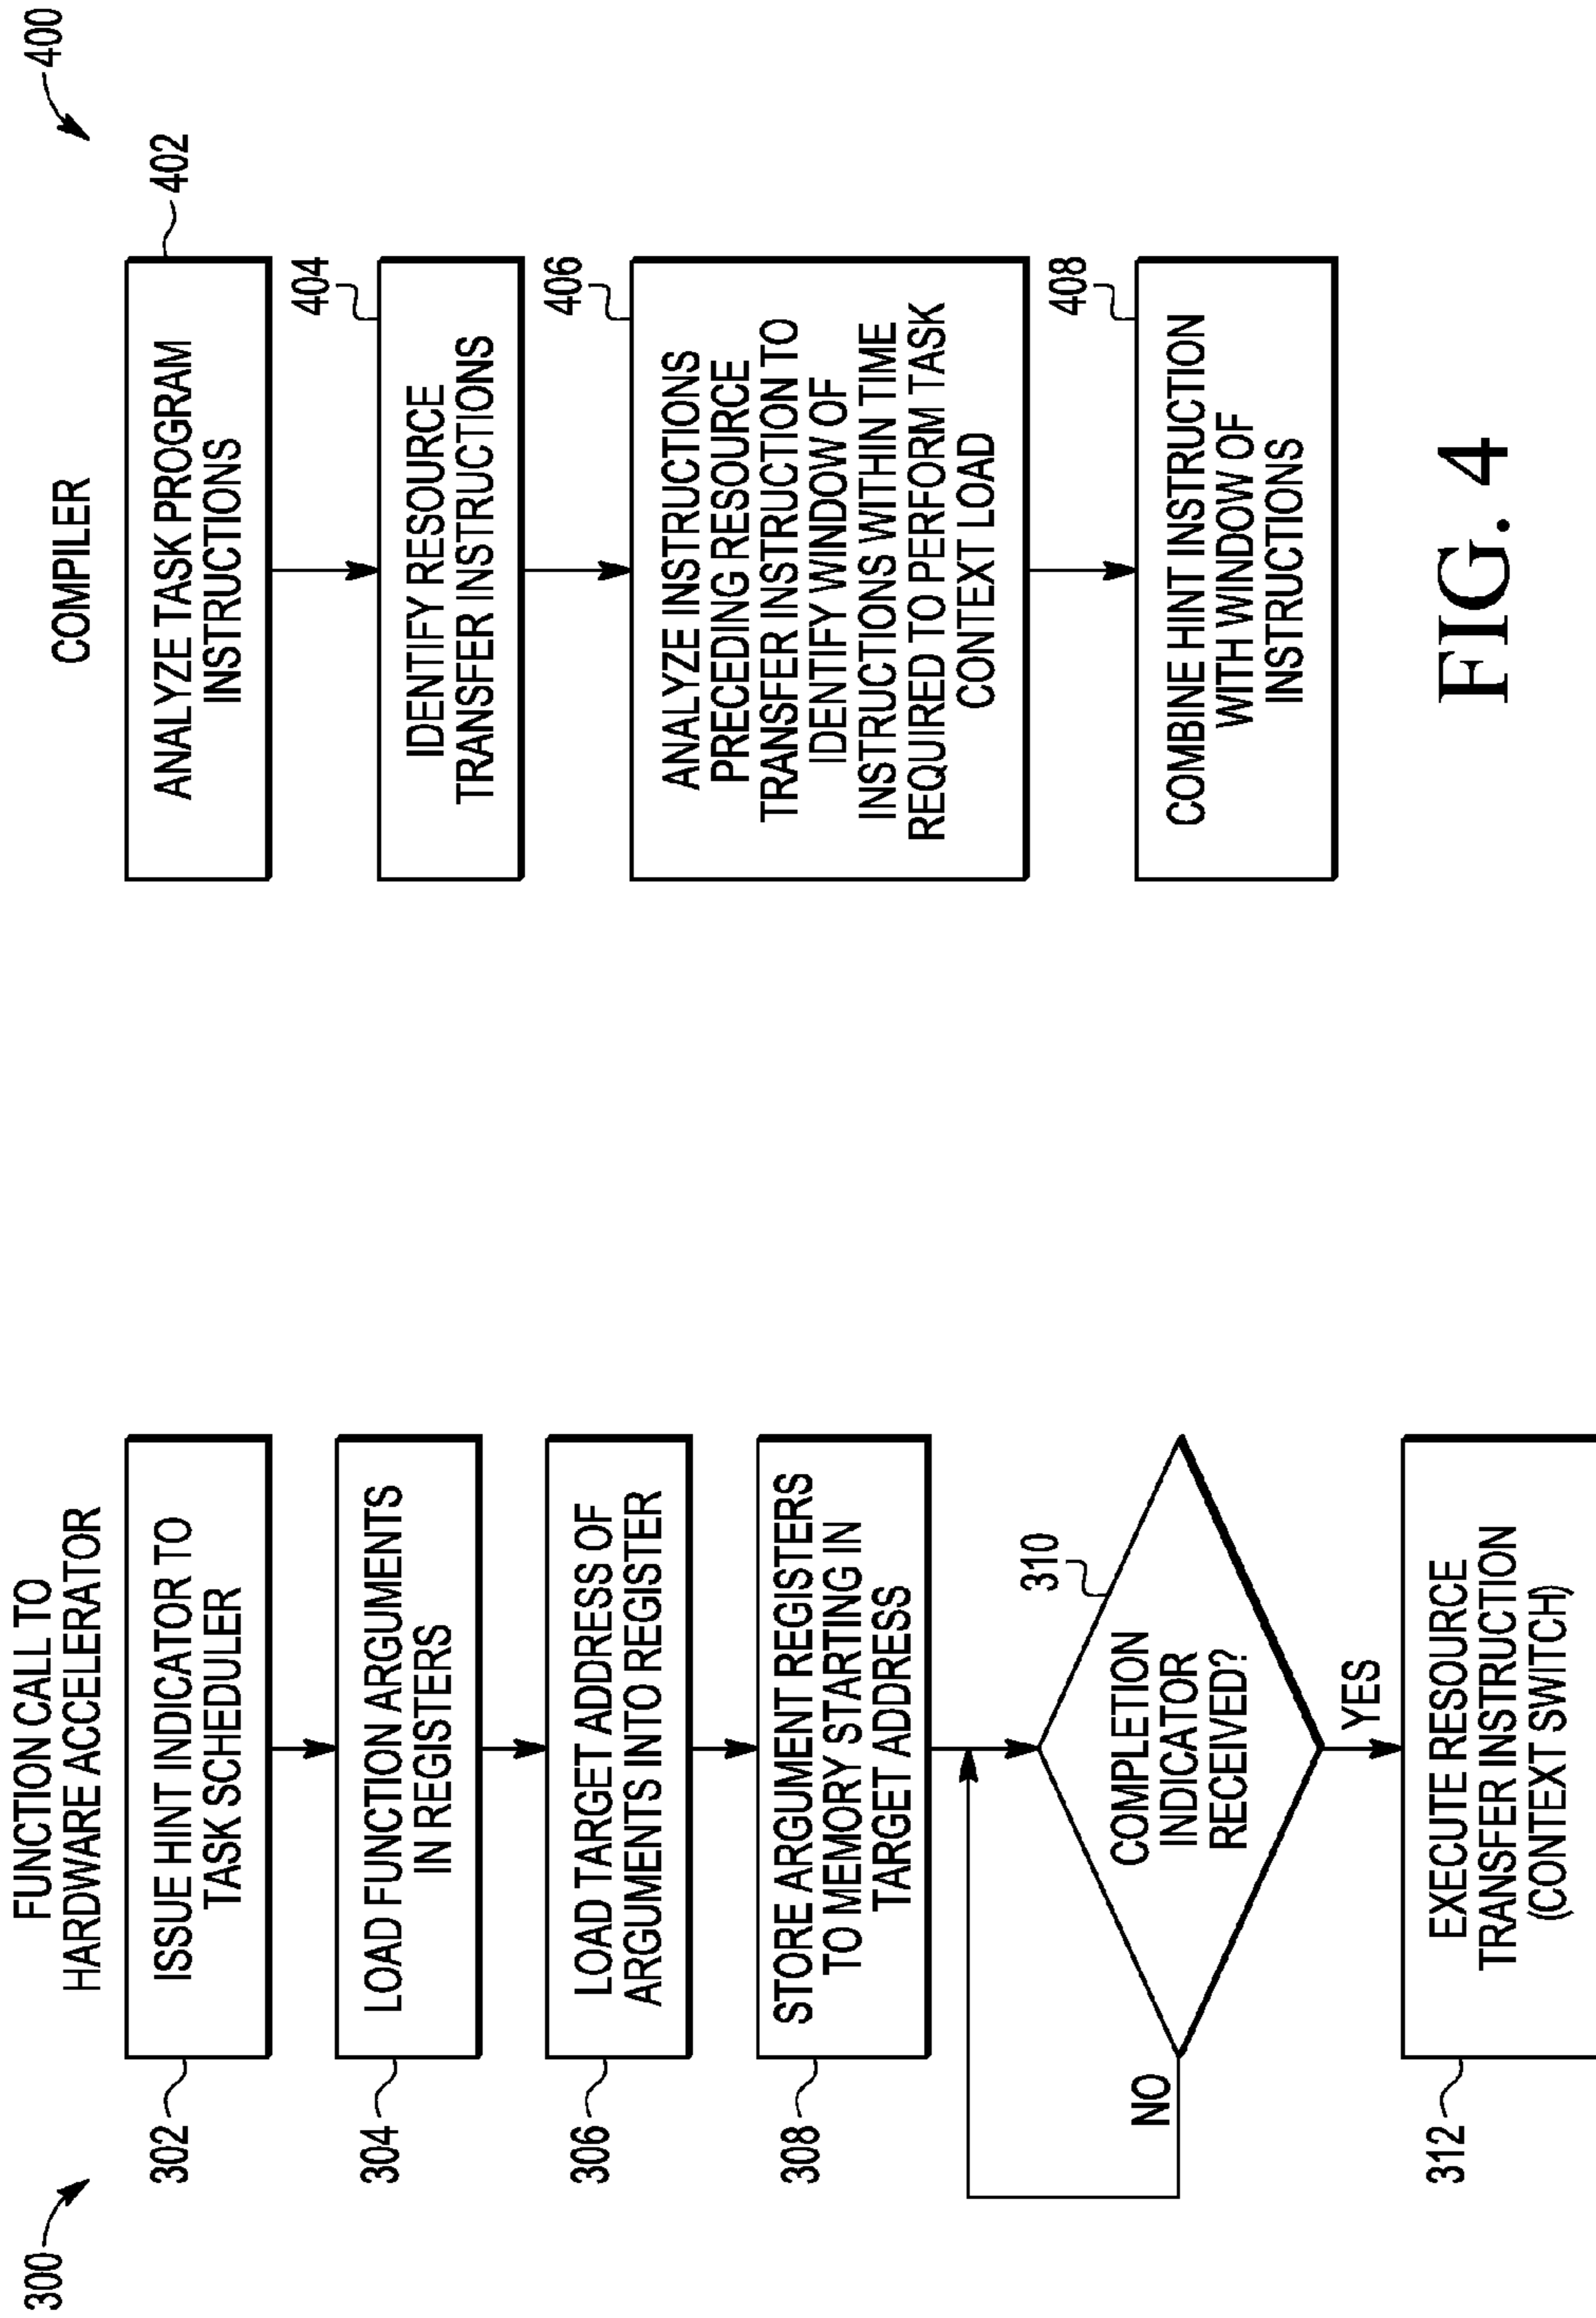 300
FUNCTION CALL TO
HARDWARE ACCELERATOR
302
ISSUE HINT INDICATOR TO
TASK SCHEDULER
304
LOAD FUNCTION ARGUMENTS
IN REGISTERS
306
LOAD TARGET ADDRESS OF
ARGUMENTS INTO REGISTER
308
STORE ARGUMENT REGISTERS
TO MEMORY STARTING IN
TARGET ADDRESS
310
COMPLETION
INDICATOR
RECEIVED?
NO
YES
312
EXECUTE RESOURCE
TRANSFER INSTRUCTION
(CONTEXT SWITCH)
400
COMPILER
402
ANALYZE TASK PROGRAM
INSTRUCTIONS
404
IDENTIFY RESOURCE
TRANSFER INSTRUCTIONS
406
ANALYZE INSTRUCTIONS
PRECEDING RESOURCE
TRANSFER INSTRUCTION TO
IDENTIFY WINDOW OF
INSTRUCTIONS WITHIN TIME
REQUIRED TO PERFORM TASK
CONTEXT LOAD
408
COMBINE HINT INSTRUCTION
WITH WINDOW OF
INSTRUCTIONS
FIG. 4